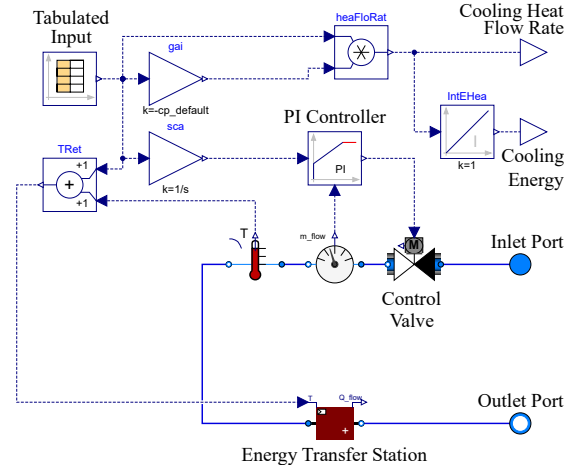 Tabulated
Input
gai
k=-cp_default
heaFloRat
Cooling Heat
Flow Rate
IntEHea
I
k=1
Cooling
Energy
sca
k=1/s
PI Controller
PI
TRet
+1
+
+1
T
m_flow
M
Inlet Port
Control
Valve
T
Q_flow
+
Outlet Port
Energy Transfer Station